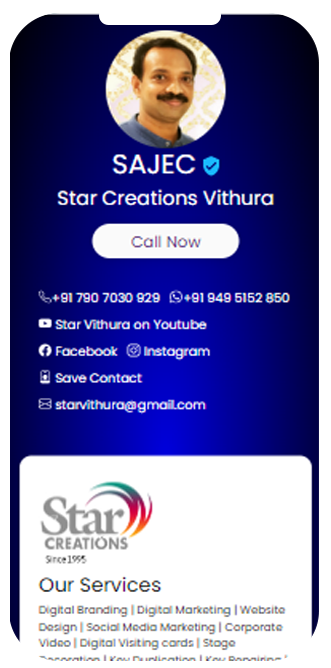 SAJEC
Star Creations Vithura
Call Now
+91 790 7030 929 +91 949 5152 850
Star Vithura on Youtube
Facebook Instagram
Save Contact
starvithura@gmail.com
Star
CREATIONS
Since1995
Our Services
Digital Branding | Digital Marketing | Website
Design | Social Media Marketing | Corporate
Video | Digital Visiting cards | Stage
Decoration | Key Duplication | Key Repairing